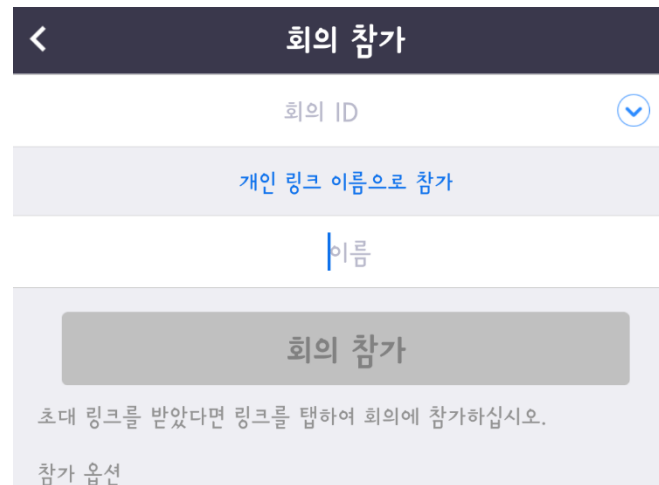 회의 참가
회의 ID
개인 링크 이름으로 참가
이름
회의 참가
초대 링크를 받았다면 링크를 탭하여 회의에 참가하십시오.
참가 옵션